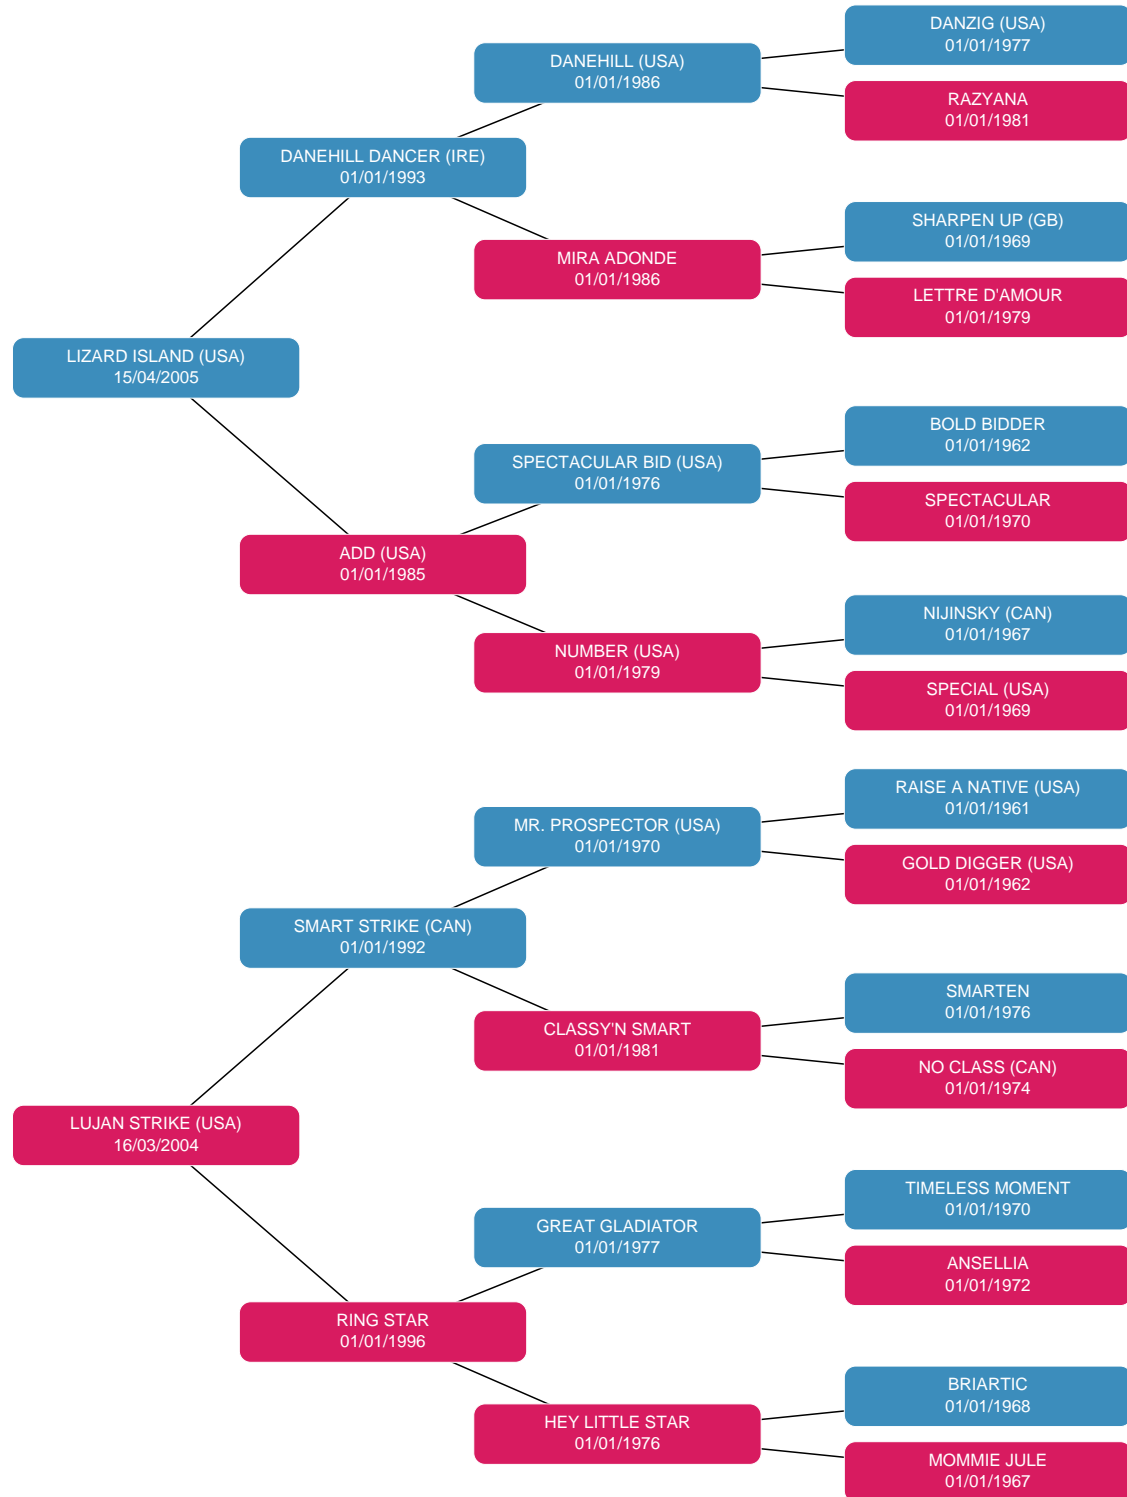 DANZIG (USA)
01/01/1977
DANEHILL (USA)
01/01/1986
RAZYANA
01/01/1981
DANEHILL DANCER (IRE)
01/01/1993
SHARPEN UP (GB)
01/01/1969
MIRA ADONDE
01/01/1986
LETTRE D'AMOUR
01/01/1979
LIZARD ISLAND (USA)
15/04/2005
BOLD BIDDER
01/01/1962
SPECTACULAR BID (USA)
01/01/1976
SPECTACULAR
01/01/1970
ADD (USA)
01/01/1985
NIJINSKY (CAN)
01/01/1967
NUMBER (USA)
01/01/1979
SPECIAL (USA)
01/01/1969
RAISE A NATIVE (USA)
01/01/1961
MR. PROSPECTOR (USA)
01/01/1970
GOLD DIGGER (USA)
01/01/1962
SMART STRIKE (CAN)
01/01/1992
SMARTEN
01/01/1976
CLASSY'N SMART
01/01/1981
NO CLASS (CAN)
01/01/1974
LUJAN STRIKE (USA)
16/03/2004
TIMELESS MOMENT
01/01/1970
GREAT GLADIATOR
01/01/1977
ANSELLIA
01/01/1972
RING STAR
01/01/1996
BRIARTIC
01/01/1968
HEY LITTLE STAR
01/01/1976
MOMMIE JULE
01/01/1967